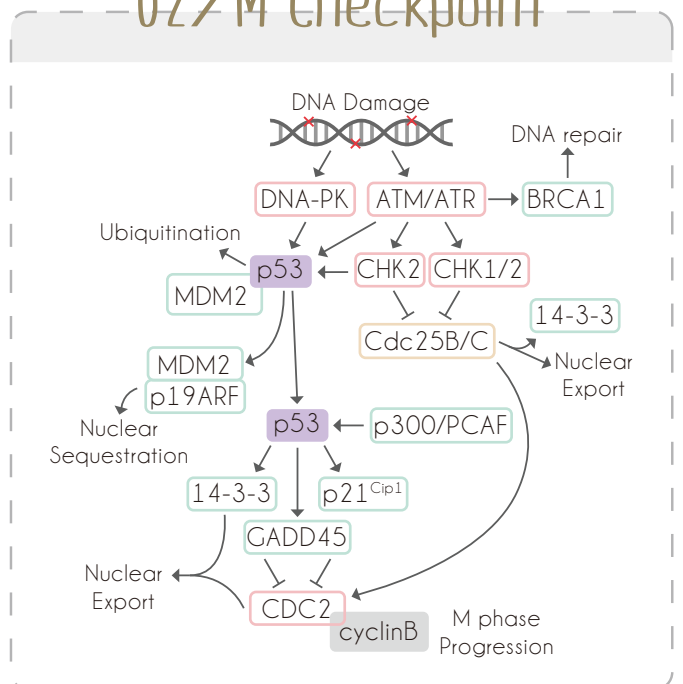 G2/M Checkpoint
DNA Damage
DNA repair
DNA-PK
ATM/ATR
BRCA1
Ubiquitination
p53
CHK2
CHK1/2
MDM2
14-3-3
Cdc25B/C
MDM2
Nuclear
Export
p19ARF
Nuclear
Sequestration
p53
p300/PCAF
14-3-3
p21Cip1
GADD45
Nuclear
Export
CDC2
cyclinB
M phase
Progression